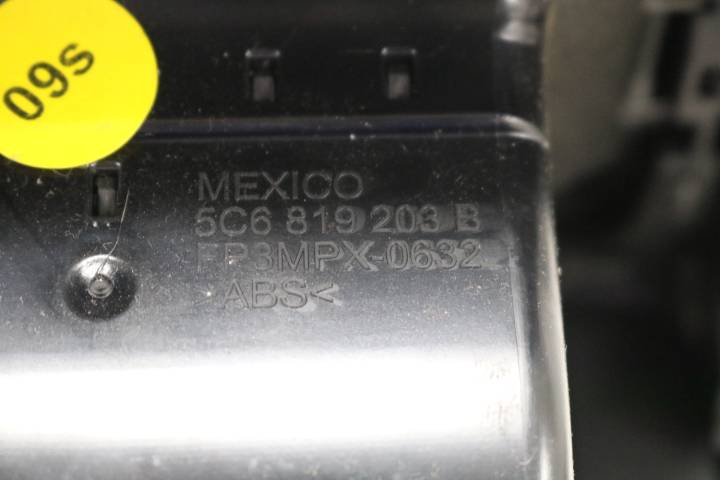 09s
MEXICO
5C6 819 203 B
FP3MPX-0632
>ABS<